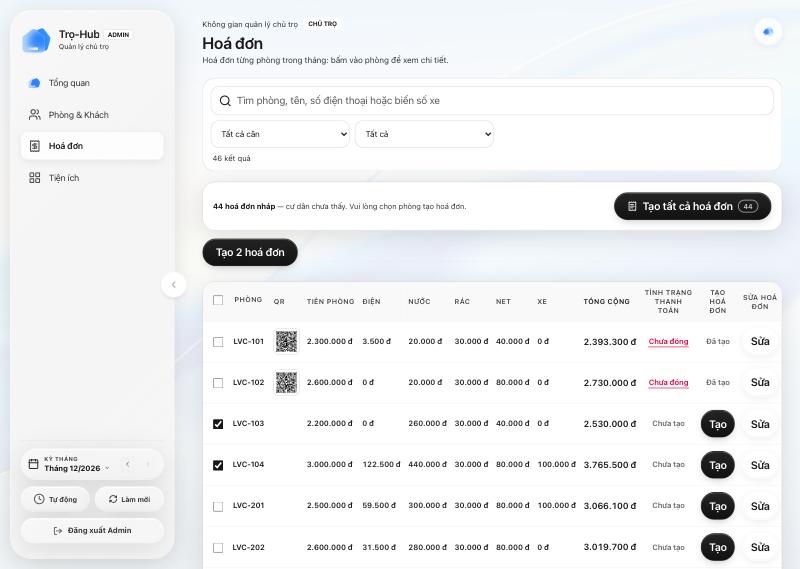 Trọ-Hub ADMIN
Quản lý chủ trọ
Tổng quan
Phòng & Khách
Hoá đơn
Tiện ích
KỲ THÁNG
Tháng 12/2026
Tự động
Làm mới
Đăng xuất Admin
Không gian quản lý chủ trọ CHỦ TRỌ
Hoá đơn
Hoá đơn từng phòng trong tháng: bấm vào phòng để xem chi tiết.
Tìm phòng, tên, số điện thoại hoặc biển số xe
Tất cả căn Tất cả
46 kết quả
44 hoá đơn nháp — cư dân chưa thấy. Vui lòng chọn phòng tạo hoá đơn.
Tạo tất cả hoá đơn 44
Tạo 2 hoá đơn
PHÒNG QR TIỀN PHÒNG ĐIỆN NƯỚC RÁC NET XE TỔNG CỘNG TÌNH TRẠNG THANH TOÁN TẠO HOÁ ĐƠN SỬA HOÁ ĐƠN
LVC-101 2.300.000 đ 3.500 đ 20.000 đ 30.000 đ 40.000 đ 0 đ 2.393.300 đ Chưa đóng Đã tạo Sửa
LVC-102 2.600.000 đ 0 đ 20.000 đ 30.000 đ 80.000 đ 0 đ 2.730.000 đ Chưa đóng Đã tạo Sửa
LVC-103 2.200.000 đ 0 đ 260.000 đ 30.000 đ 40.000 đ 0 đ 2.530.000 đ Chưa tạo Tạo Sửa
LVC-104 3.000.000 đ 122.500 đ 440.000 đ 30.000 đ 80.000 đ 100.000 đ 3.765.500 đ Chưa tạo Tạo Sửa
LVC-201 2.500.000 đ 59.500 đ 300.000 đ 30.000 đ 80.000 đ 100.000 đ 3.066.100 đ Chưa tạo Tạo Sửa
LVC-202 2.600.000 đ 31.500 đ 280.000 đ 30.000 đ 80.000 đ 0 đ 3.019.700 đ Chưa tạo Tạo Sửa